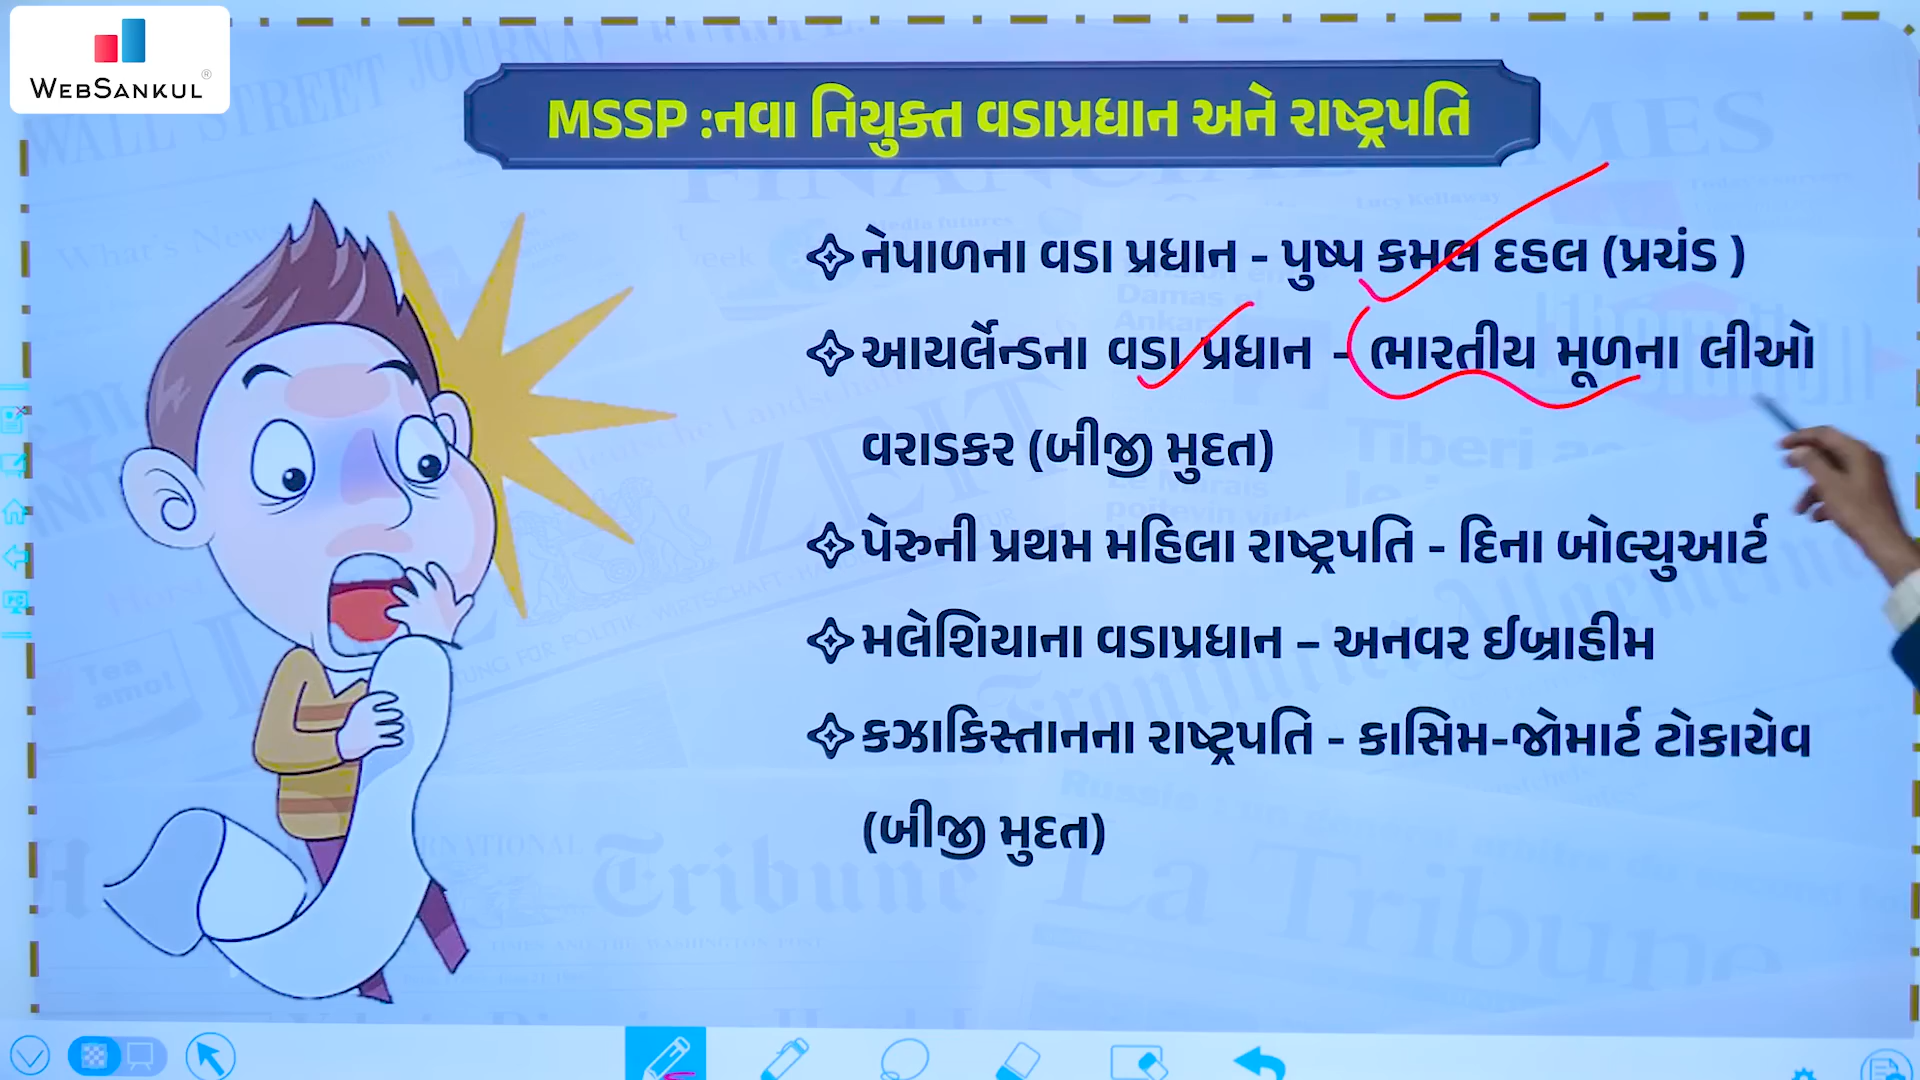 WEBSANKUL®
MSSP :નવા નિયુક્ત વડાપ્રધાન અને રાષ્ટ્રપતિ
નેપાળના વડા પ્રધાન - પુષ્પ કમલ દહલ (પ્રચંડ )
આયર્લેન્ડના વડા પ્રધાન - ભારતીય મૂળના લીઓ
વરાડકર (બીજી મુદત)
પેરુની પ્રથમ મહિલા રાષ્ટ્રપતિ - દિના બોલ્યુઆર્ટ
મલેશિયાના વડાપ્રધાન – અનવર ઈબ્રાહીમ
કઝાકિસ્તાનના રાષ્ટ્રપતિ - કાસિમ-જોમાર્ટ ટોકાયેવ
(બીજી મુદત)